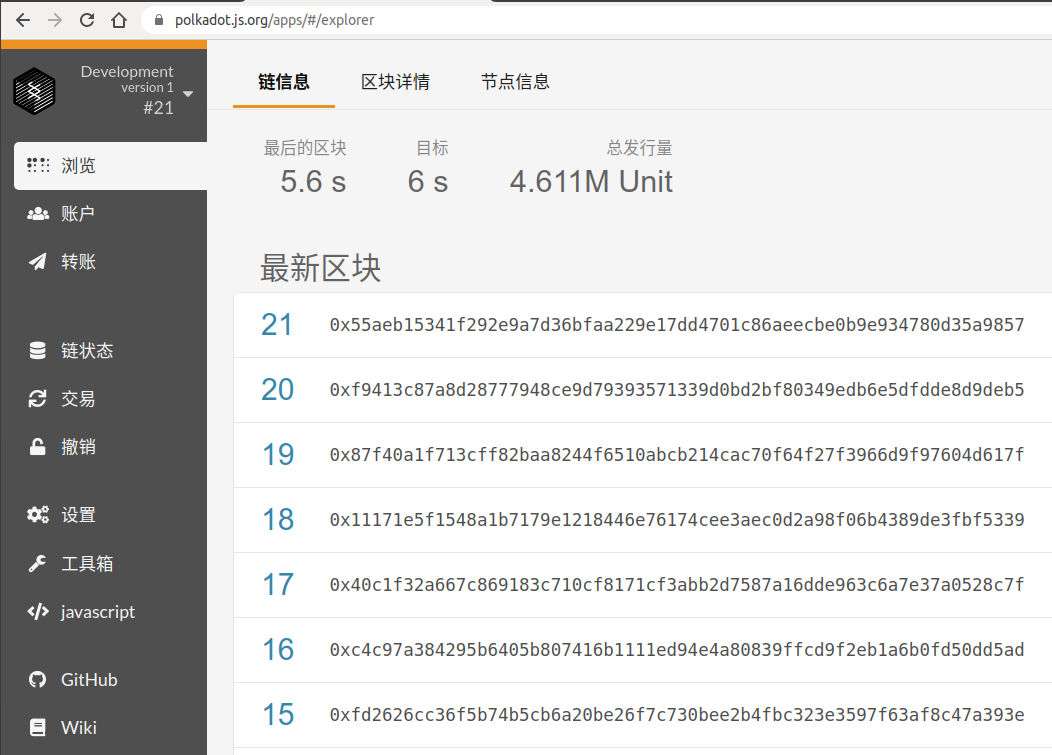 polkadot.js.org/apps/#/explorer
Development
version 1
#21
浏览
账户
转账
链状态
交易
撤销
设置
工具箱
javascript
GitHub
Wiki
链信息 区块详情 节点信息
最后的区块 目标 总发行量
5.6 s 6 s 4.611M Unit
最新区块
21 0x55aeb15341f292e9a7d36bfaa229e17dd4701c86aeecbe0b9e934780d35a9857
20 0xf9413c87a8d28777948ce9d79393571339d0bd2bf80349edb6e5dfdde8d9deb5
19 0x87f40a1f713cff82baa8244f6510abcb214cac70f64f27f3966d9f97604d617f
18 0x11171e5f1548a1b7179e1218446e76174cee3aec0d2a98f06b4389de3fbf5339
17 0x40c1f32a667c869183c710cf8171cf3abb2d7587a16dde963c6a7e37a0528c7f
16 0xc4c97a384295b6405b807416b1111ed94e4a80839ffcd9f2eb1a6b0fd50dd5ad
15 0xfd2626cc36f5b74b5cb6a20be26f7c730bee2b4fbc323e3597f63af8c47a393e